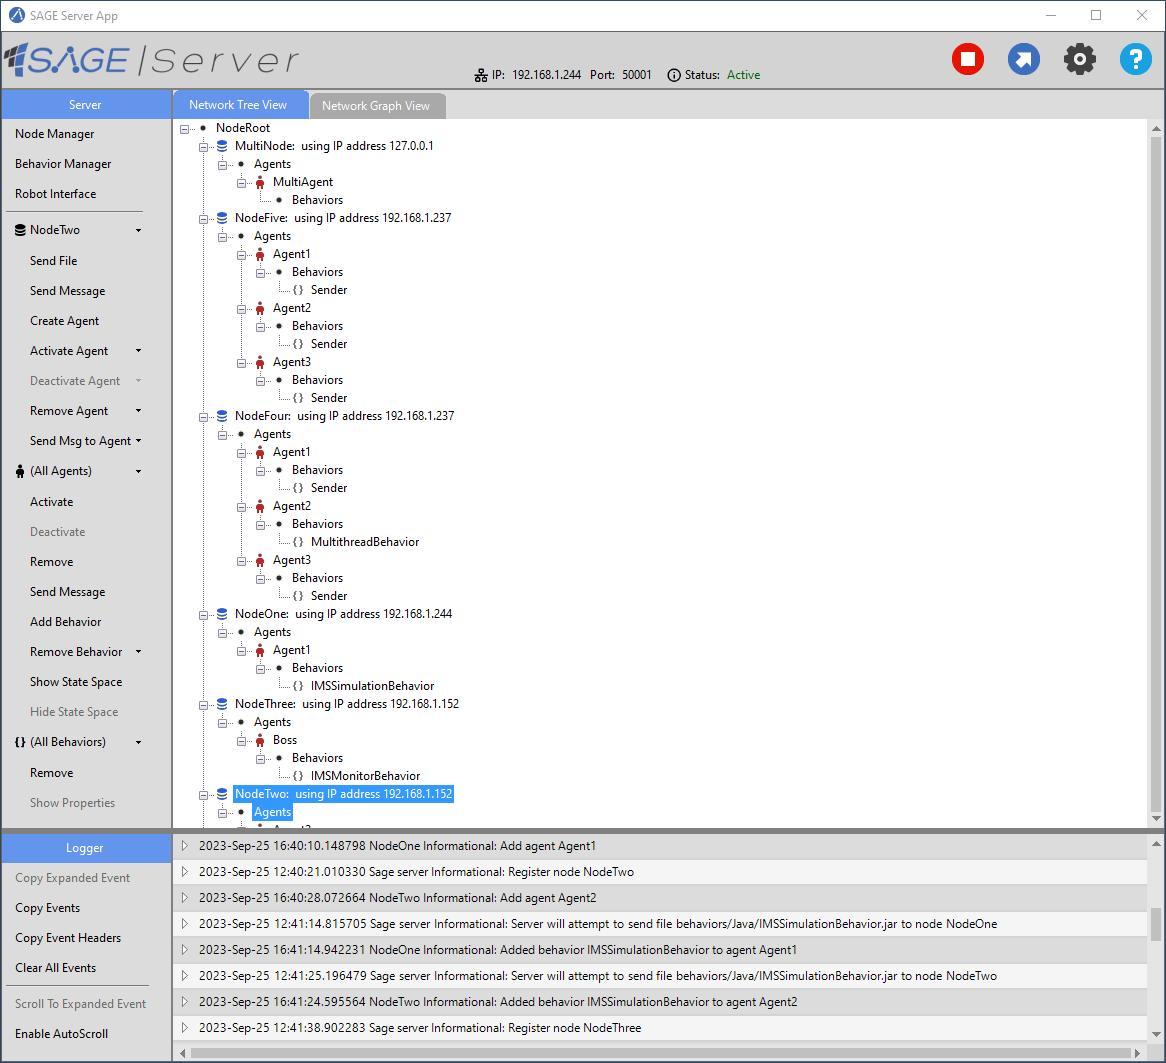 SAGE Server App
SAGE|Server
IP: 192.168.1.244 Port: 50001 Status: Active
Server
Node Manager
Behavior Manager
Robot Interface
NodeTwo
Send File
Send Message
Create Agent
Activate Agent
Deactivate Agent
Remove Agent
Send Msg to Agent
(All Agents)
Activate
Deactivate
Remove
Send Message
Add Behavior
Remove Behavior
Show State Space
Hide State Space
{} (All Behaviors)
Remove
Show Properties
Network Tree View
Network Graph View
NodeRoot
MultiNode: using IP address 127.0.0.1
Agents
MultiAgent
Behaviors
NodeFive: using IP address 192.168.1.237
Agents
Agent1
Behaviors
{} Sender
Agent2
Behaviors
{} Sender
Agent3
Behaviors
{} Sender
NodeFour: using IP address 192.168.1.237
Agents
Agent1
Behaviors
{} Sender
Agent2
Behaviors
{} MultithreadBehavior
Agent3
Behaviors
{} Sender
NodeOne: using IP address 192.168.1.244
Agents
Agent1
Behaviors
{} IMSSimulationBehavior
NodeThree: using IP address 192.168.1.152
Agents
Boss
Behaviors
{} IMSMonitorBehavior
NodeTwo: using IP address 192.168.1.152
Agents
Logger
Copy Expanded Event
Copy Events
Copy Event Headers
Clear All Events
Scroll To Expanded Event
Enable AutoScroll
2023-Sep-25 16:40:10.148798 NodeOne Informational: Add agent Agent1
2023-Sep-25 12:40:21.010330 Sage server Informational: Register node NodeTwo
2023-Sep-25 16:40:28.072664 NodeTwo Informational: Add agent Agent2
2023-Sep-25 12:41:14.815705 Sage server Informational: Server will attempt to send file behaviors/Java/IMSSimulationBehavior.jar to node NodeOne
2023-Sep-25 16:41:14.942231 NodeOne Informational: Added behavior IMSSimulationBehavior to agent Agent1
2023-Sep-25 12:41:25.196479 Sage server Informational: Server will attempt to send file behaviors/Java/IMSSimulationBehavior.jar to node NodeTwo
2023-Sep-25 16:41:24.595564 NodeTwo Informational: Added behavior IMSSimulationBehavior to agent Agent2
2023-Sep-25 12:41:38.902283 Sage server Informational: Register node NodeThree